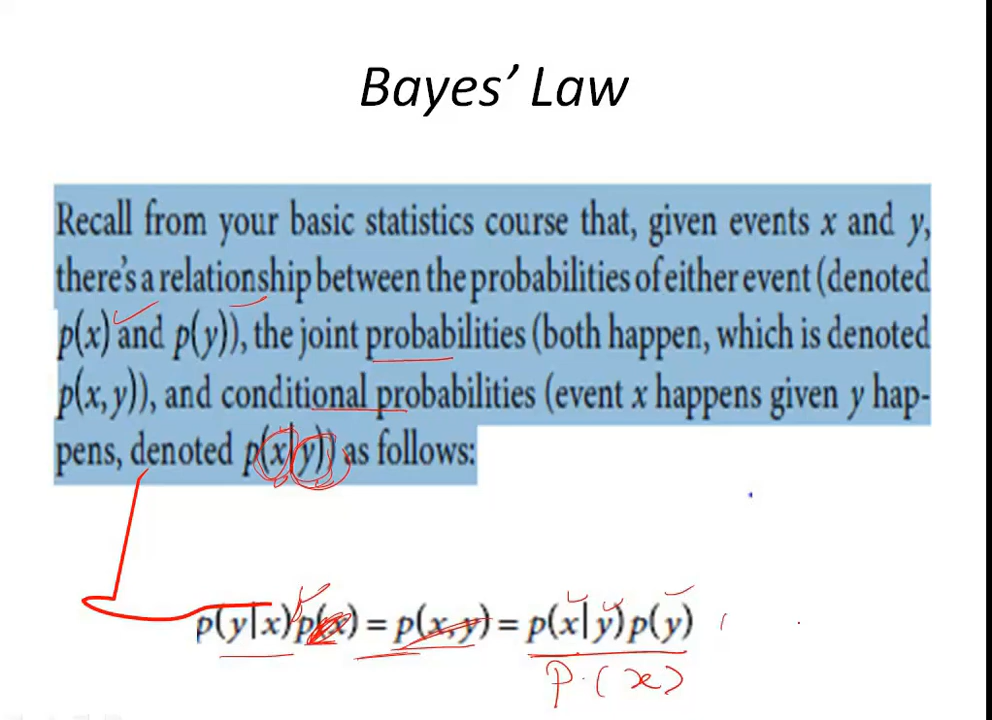 Bayes’ Law
Recall from your basic statistics course that, given events x and y,
there’s a relationship between the probabilities of either event (denoted
p(x) and p(y)), the joint probabilities (both happen, which is denoted
p(x, y)), and conditional probabilities (event x happens given y hap-
pens, denoted p(x|y)) as follows:
p(y|x)p(x) = p(x, y) = p(x|y)p(y)
P.(x)